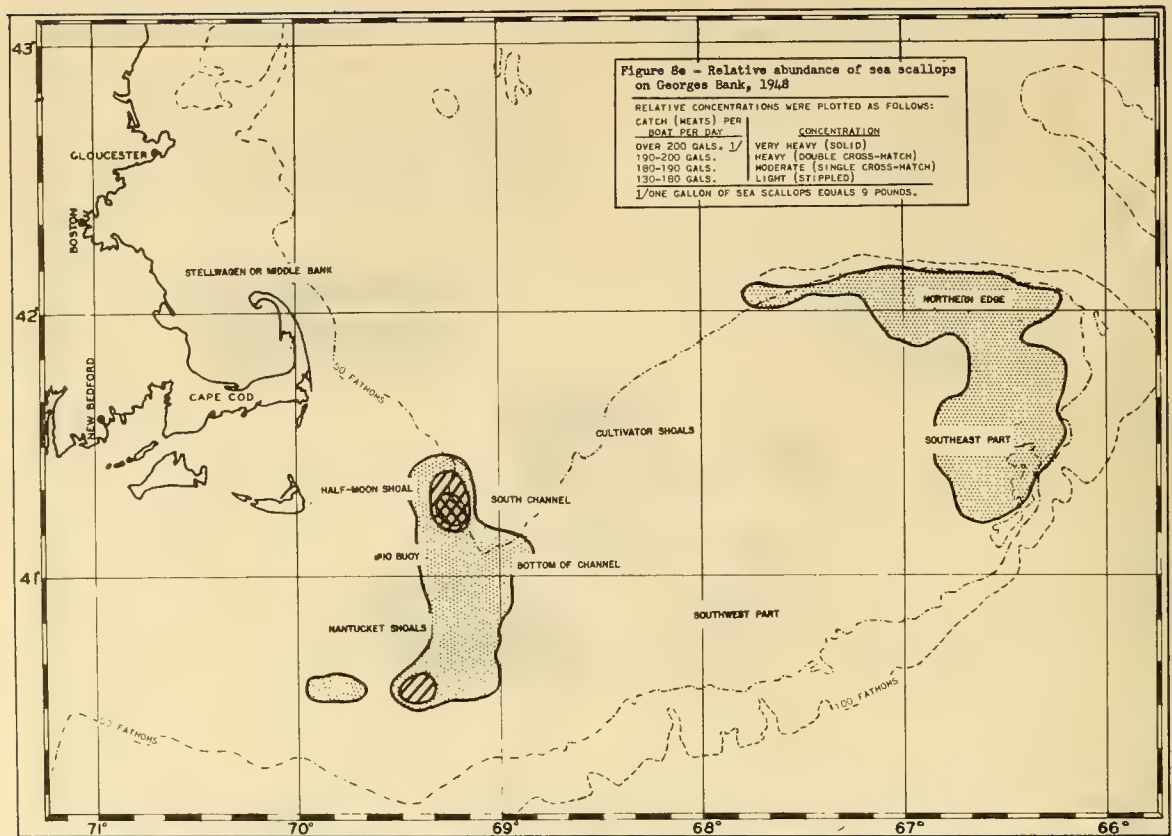 Figure 8e - Relative abundance of sea scallops
on Georges Bank, 1948
RELATIVE CONCENTRATIONS WERE PLOTTED AS FOLLOWS:
CATCH (MEATS) PER
BOAT PER DAY CONCENTRATION
OVER 200 GALS. 1/ VERY HEAVY (SOLID)
190-200 GALS. HEAVY (DOUBLE CROSS-HATCH)
180-190 GALS. MODERATE (SINGLE CROSS-HATCH)
130-180 GALS. LIGHT (STIPPLED)
1/ONE GALLON OF SEA SCALLOPS EQUALS 9 POUNDS.
43°
GLOUCESTER
BOSTON
STELLWAGEN OR MIDDLE BANK
NORTHERN EDGE
42°
50 FATHOMS
NEW BEDFORD
CAPE COD
CULTIVATOR SHOALS
SOUTHEAST PART
HALF-MOON SHOAL
SOUTH CHANNEL
#10 BUOY
BOTTOM OF CHANNEL
41°
NANTUCKET SHOALS
SOUTHWEST PART
100 FATHOMS
FATHOMS
71° 70° 69° 68° 67° 66°